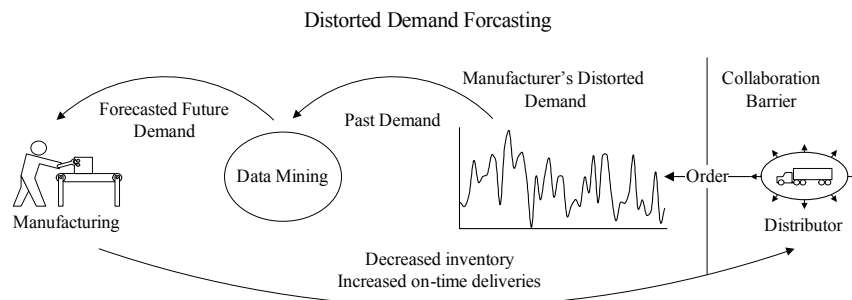 Distorted Demand Forcasting
Manufacturer's Distorted
Demand
Collaboration
Barrier
Forecasted Future
Demand
Past Demand
Data Mining
Order
Manufacturing
Distributor
Decreased inventory
Increased on-time deliveries